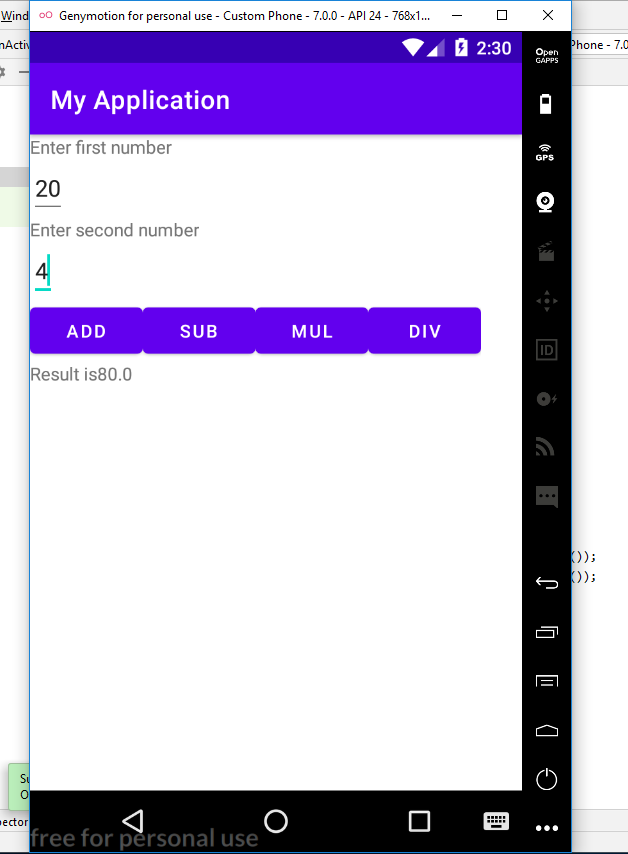 Wind
Genymotion for personal use - Custom Phone - 7.0.0 - API 24 - 768x1...
nActiv
Phone - 7.0
2:30
Open
GAPPS
My Application
GPS
Enter first number
20
Enter second number
4
ID
ADD SUB MUL DIV
Result is80.0
());
());
Su
O
pector
free for personal use